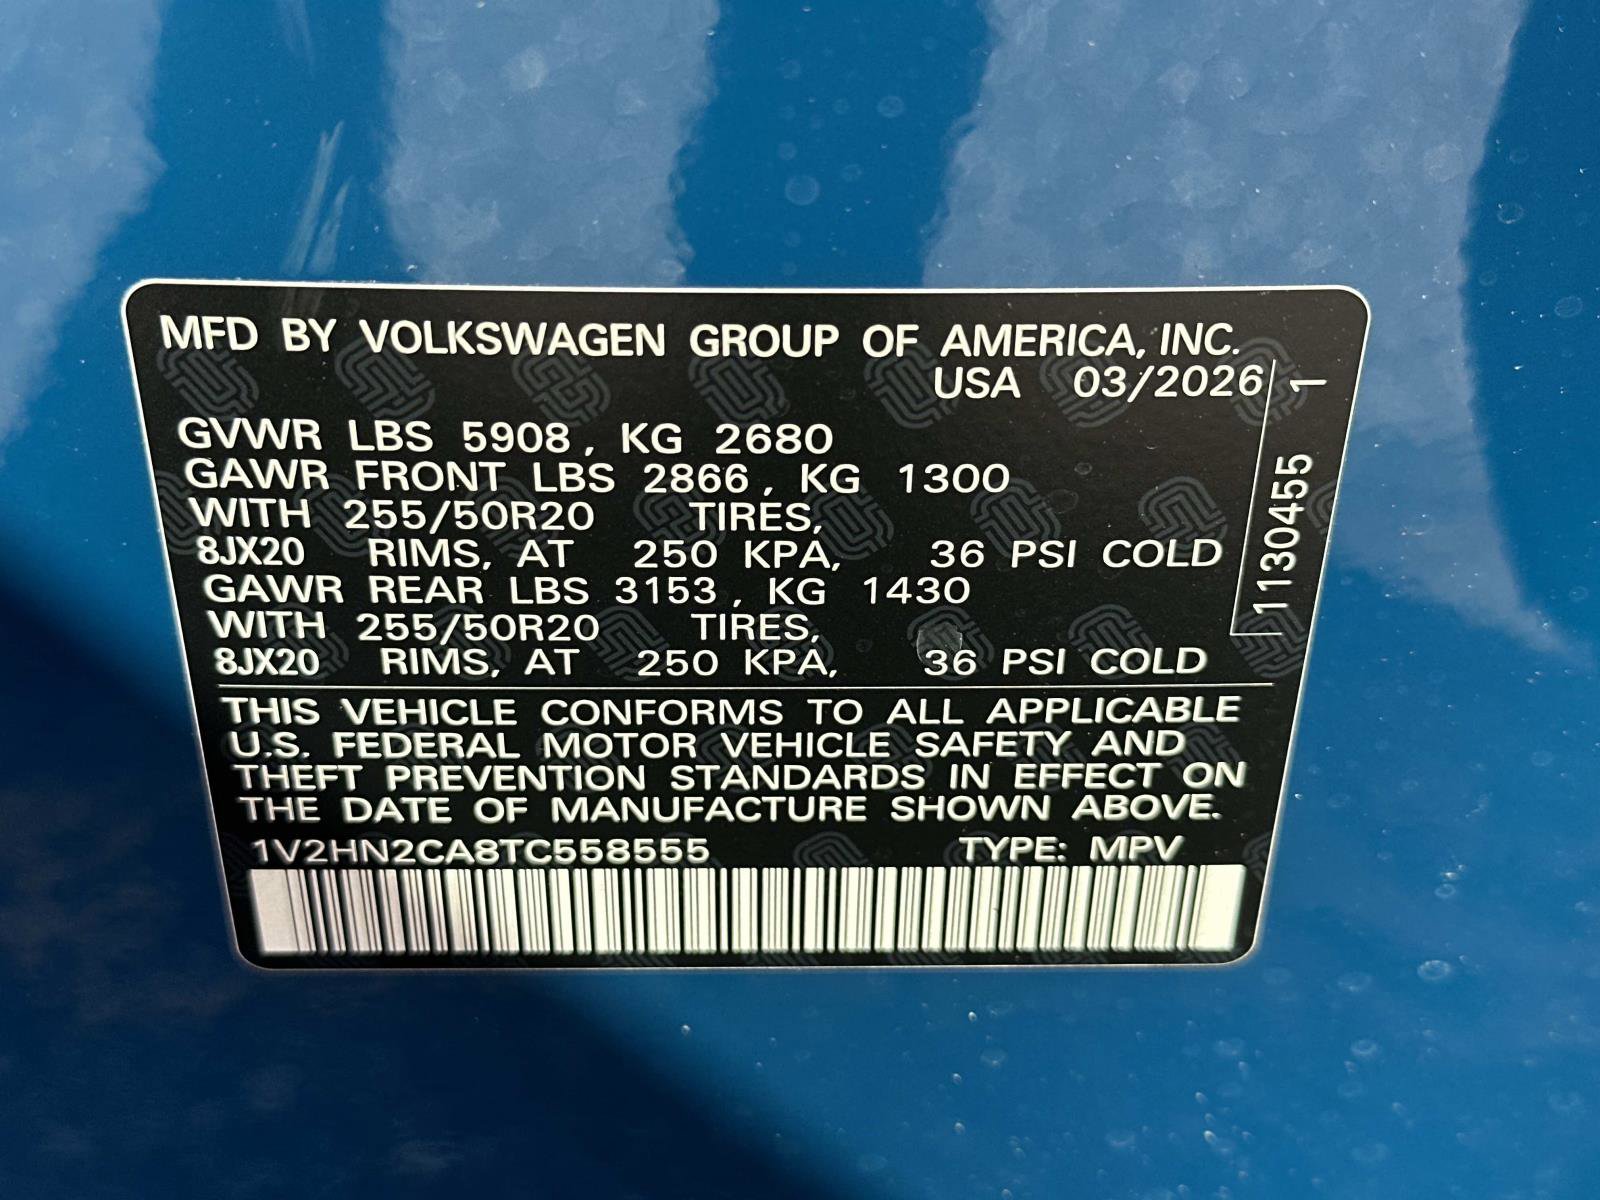 MFD BY VOLKSWAGEN GROUP OF AMERICA, INC.
USA 03/2026
GVWR LBS 5908, KG 2680
GAWR FRONT LBS 2866, KG 1300
WITH 255/50R20 TIRES,
8JX20 RIMS, AT 250 KPA, 36 PSI COLD
GAWR REAR LBS 3153, KG 1430
WITH 255/50R20 TIRES,
8JX20 RIMS, AT 250 KPA, 36 PSI COLD
THIS VEHICLE CONFORMS TO ALL APPLICABLE
U.S. FEDERAL MOTOR VEHICLE SAFETY AND
THEFT PREVENTION STANDARDS IN EFFECT ON
THE DATE OF MANUFACTURE SHOWN ABOVE.
1V2HN2CA8TC558555 TYPE: MPV
1130455 1